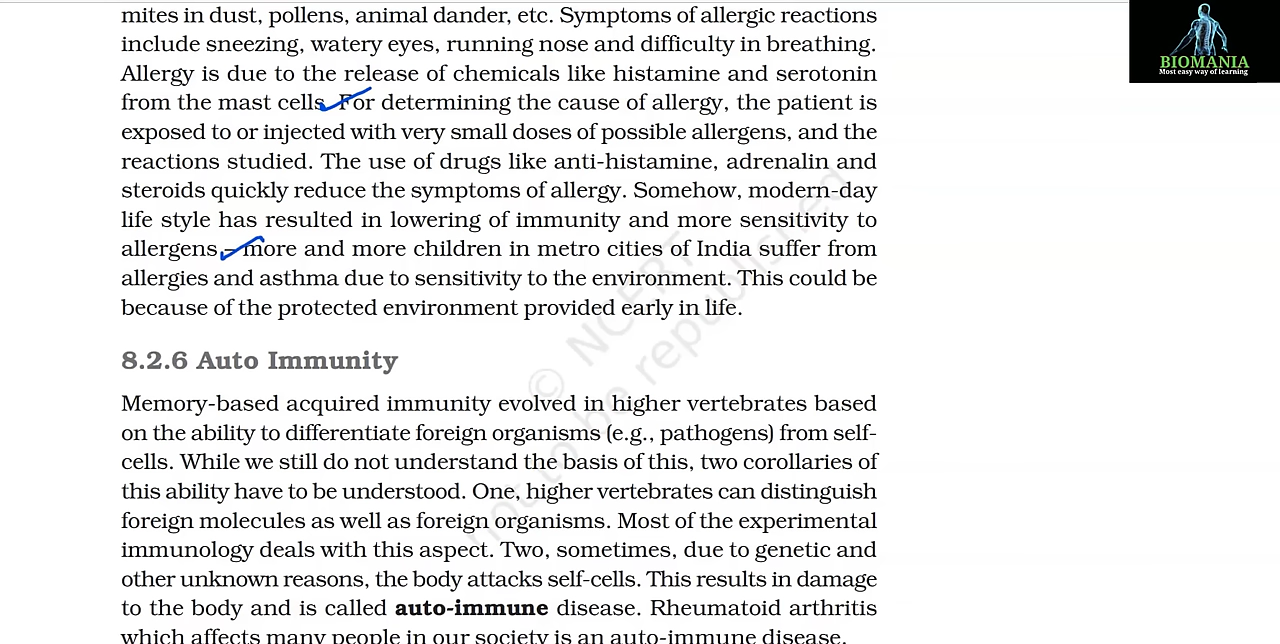 mites in dust, pollens, animal dander, etc. Symptoms of allergic reactions
include sneezing, watery eyes, running nose and difficulty in breathing.
Allergy is due to the release of chemicals like histamine and serotonin
from the mast cells. For determining the cause of allergy, the patient is
exposed to or injected with very small doses of possible allergens, and the
reactions studied. The use of drugs like anti-histamine, adrenalin and
steroids quickly reduce the symptoms of allergy. Somehow, modern-day
life style has resulted in lowering of immunity and more sensitivity to
allergens – more and more children in metro cities of India suffer from
allergies and asthma due to sensitivity to the environment. This could be
because of the protected environment provided early in life.
8.2.6 Auto Immunity
Memory-based acquired immunity evolved in higher vertebrates based
on the ability to differentiate foreign organisms (e.g., pathogens) from self-
cells. While we still do not understand the basis of this, two corollaries of
this ability have to be understood. One, higher vertebrates can distinguish
foreign molecules as well as foreign organisms. Most of the experimental
immunology deals with this aspect. Two, sometimes, due to genetic and
other unknown reasons, the body attacks self-cells. This results in damage
to the body and is called auto-immune disease. Rheumatoid arthritis
which affects many people in our society is an auto-immune disease.
BIOMANIA
Most easy way of learning
© NCERT
not to be republished